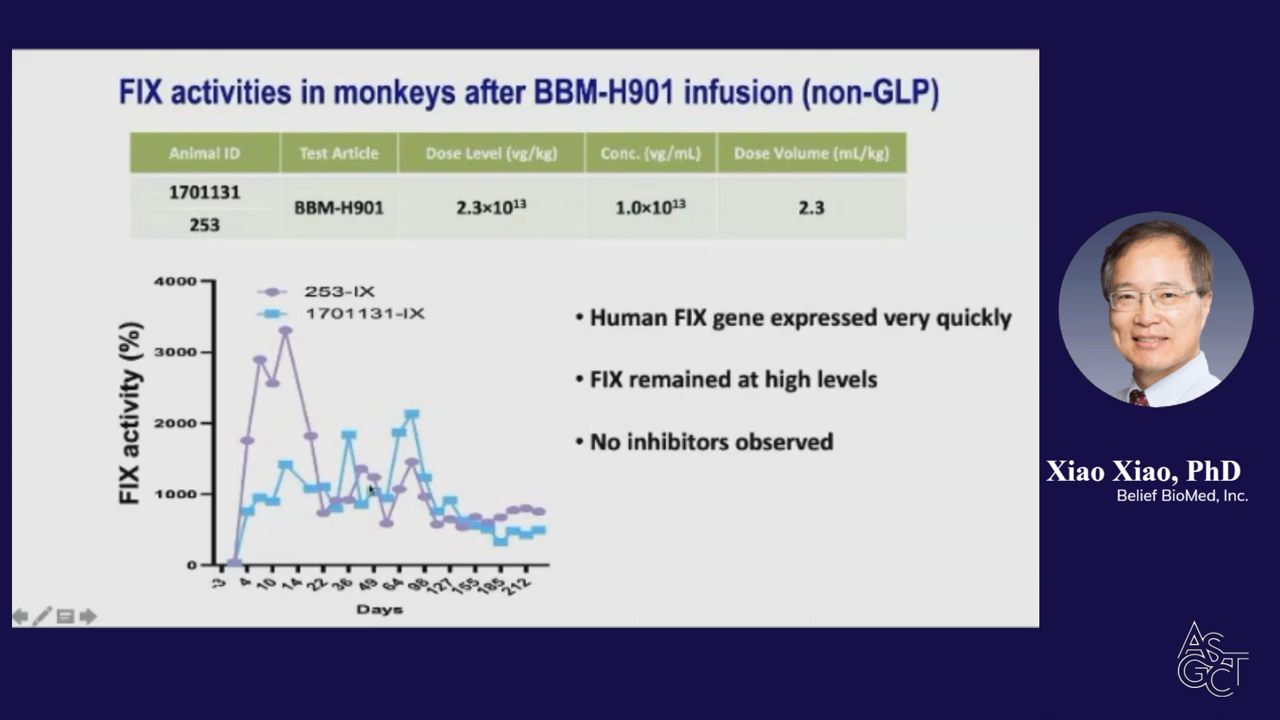 FIX activities in monkeys after BBM-H901 infusion (non-GLP)
Animal ID Test Article Dose Level (vg/kg) Conc. (vg/mL) Dose Volume (mL/kg)
1701131
253
BBM-H901 2.3×10¹³ 1.0×10¹³ 2.3
FIX activity (%)
4000
3000
2000
1000
0
253-IX
1701131-IX
-3 4 10 14 22 36 49 64 98 127 155 185 212
Days
• Human FIX gene expressed very quickly
• FIX remained at high levels
• No inhibitors observed
Xiao Xiao, PhD
Belief BioMed, Inc.
ASGCT